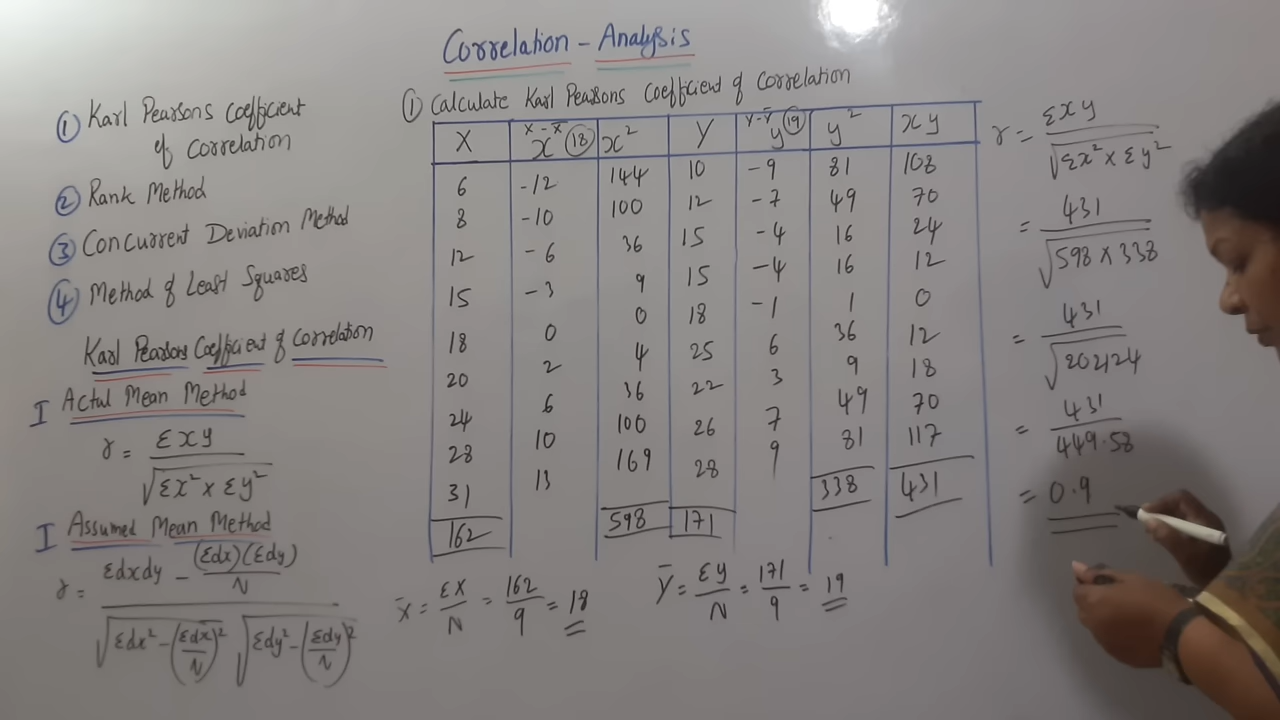 Correlation - Analysis
① Karl Pearsons Coefficient
of Correlation
② Rank Method
③ Concurrent Deviation Method
④ Method of Least Squares
Karl Pearsons Coefficient of Correlation
I Actul Mean Method
r = Σxy / √Σx² × Σy²
I Assumed Mean Method
r = Σdxdy - (Σdx)(Σdy)/N / √Σdx² - (Σdx/N)² √Σdy² - (Σdy/N)²
① Calculate Karl Pearsons Coefficient of Correlation
X | X - X̄ x (18) | x² | Y | Y - Ȳ y (19) | y² | xy
6 | -12 | 144 | 10 | -9 | 81 | 108
8 | -10 | 100 | 12 | -7 | 49 | 70
12 | -6 | 36 | 15 | -4 | 16 | 24
15 | -3 | 9 | 15 | -4 | 16 | 12
18 | 0 | 0 | 18 | -1 | 1 | 0
20 | 2 | 4 | 25 | 6 | 36 | 12
24 | 6 | 36 | 22 | 3 | 9 | 18
28 | 10 | 100 | 26 | 7 | 49 | 70
31 | 13 | 169 | 28 | 9 | 81 | 117
162 | 598 | 171 | 338 | 431
X̄ = ΣX/N = 162/9 = 18
Ȳ = Σy/N = 171/9 = 19
r = Σxy / √Σx² × Σy²
= 431 / √598 × 338
= 431 / √202124
= 431 / 449.58
= 0.9